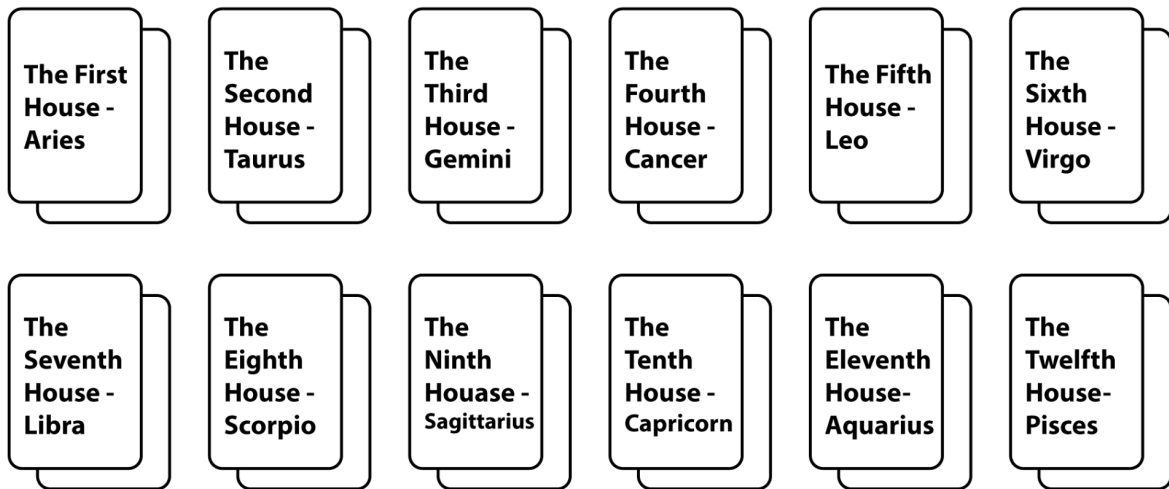 The First
House -
Aries
The
Second
House -
Taurus
The
Third
House -
Gemini
The
Fourth
House -
Cancer
The Fifth
House -
Leo
The
Sixth
House -
Virgo
The
Seventh
House -
Libra
The
Eighth
House -
Scorpio
The
Ninth
Houase -
Sagittarius
The
Tenth
House -
Capricorn
The
Eleventh
House-
Aquarius
The
Twelfth
House-
Pisces